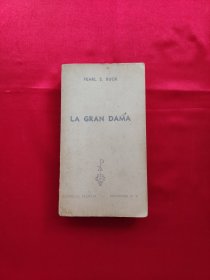 PEARL S. BUCK
LA GRAN DAMA